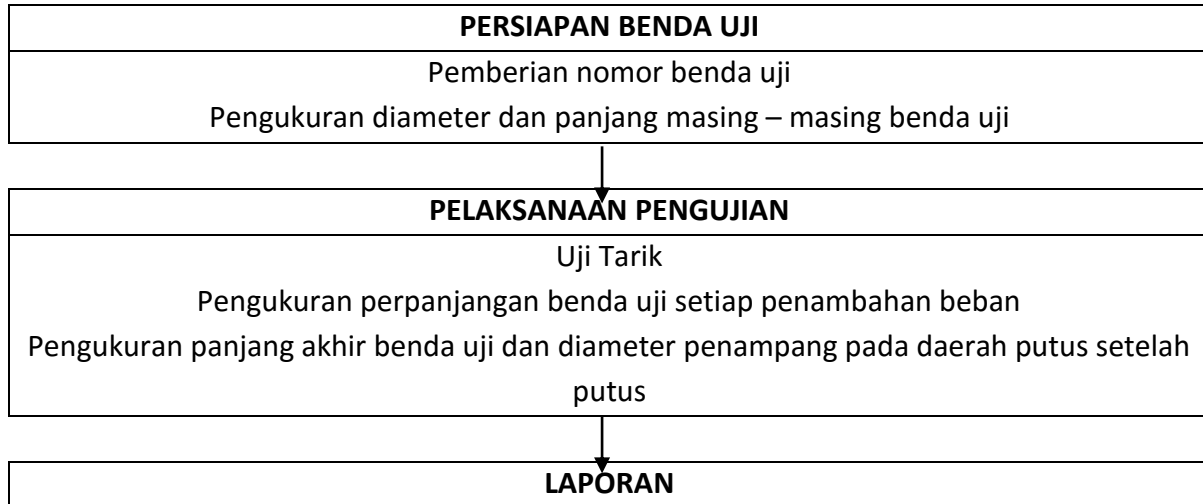 PERSIAPAN BENDA UJI
Pemberian nomor benda uji
Pengukuran diameter dan panjang masing – masing benda uji
PELAKSANAAN PENGUJIAN
Uji Tarik
Pengukuran perpanjangan benda uji setiap penambahan beban
Pengukuran panjang akhir benda uji dan diameter penampang pada daerah putus setelah
putus
LAPORAN